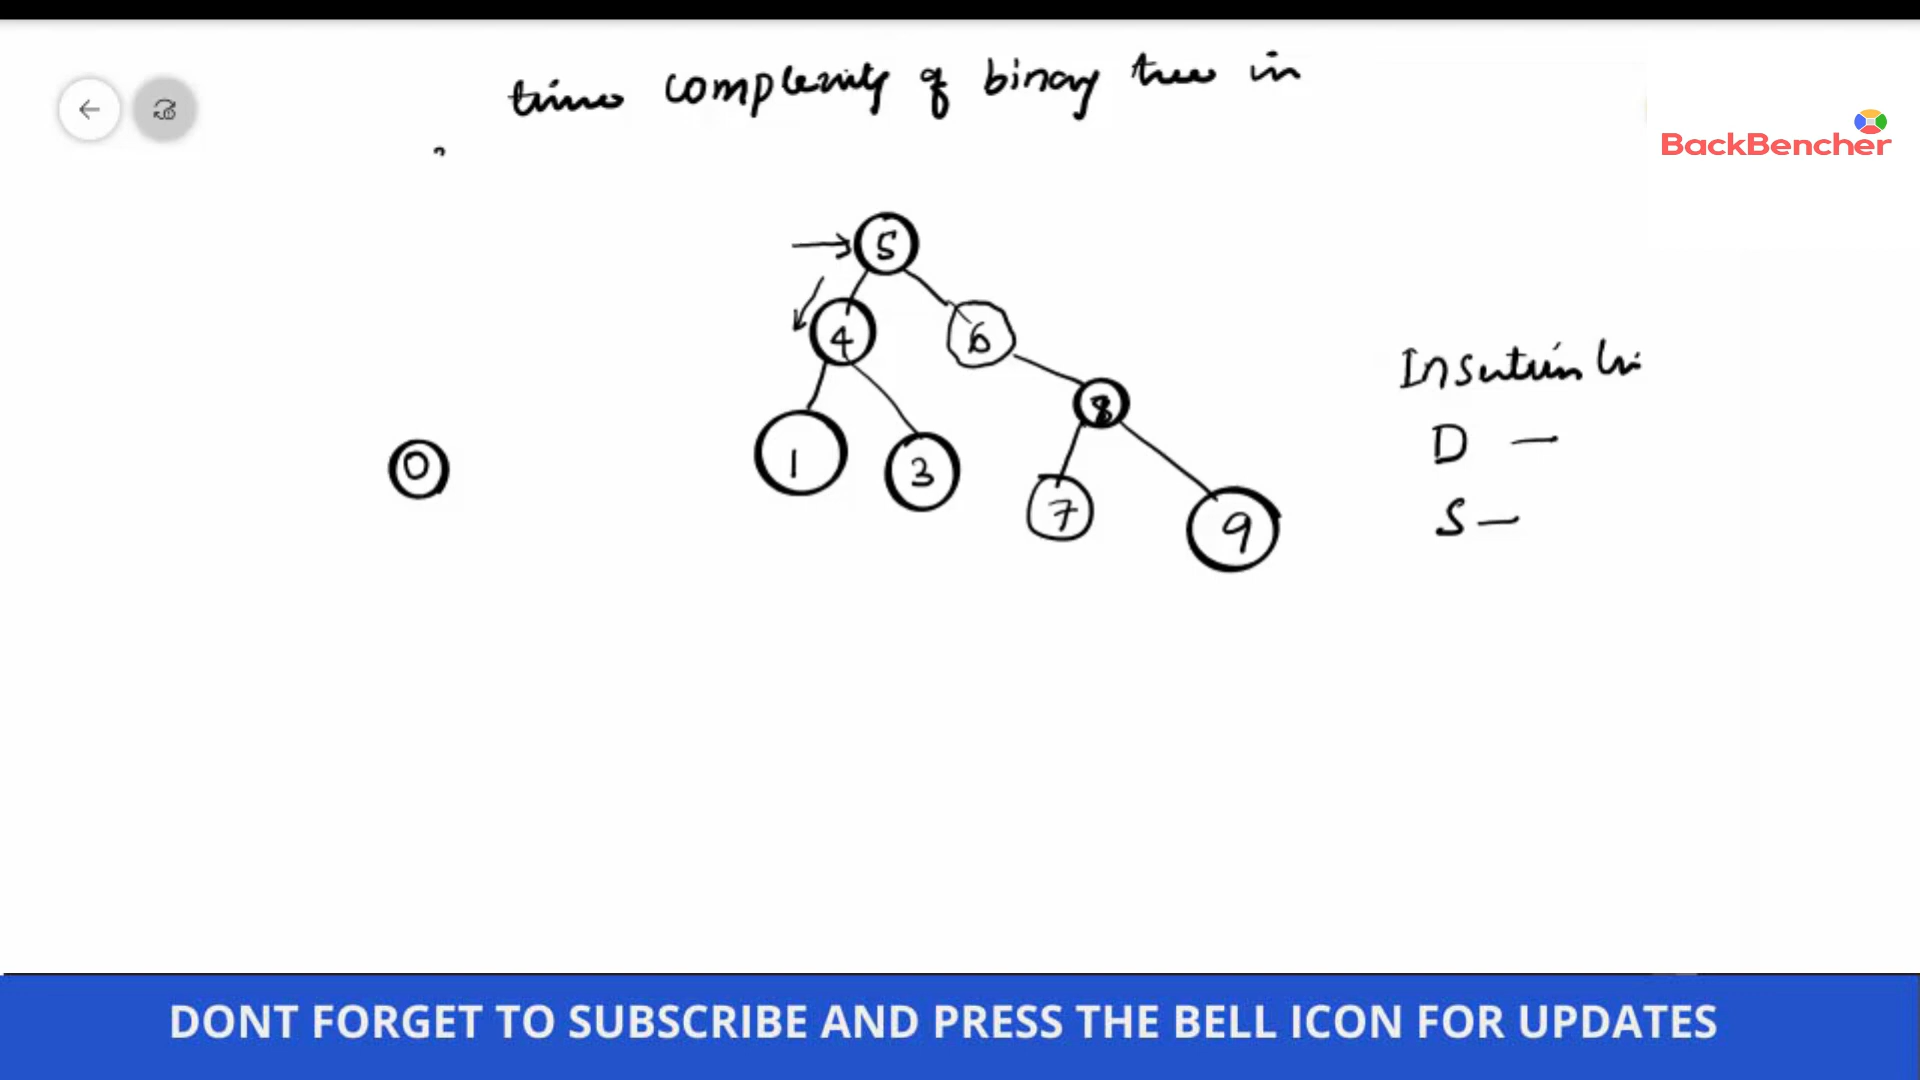 time complexity of binary tree in
BackBencher
5
4
6
8
1
3
0
7
9
Insertion
D —
S —
DONT FORGET TO SUBSCRIBE AND PRESS THE BELL ICON FOR UPDATES